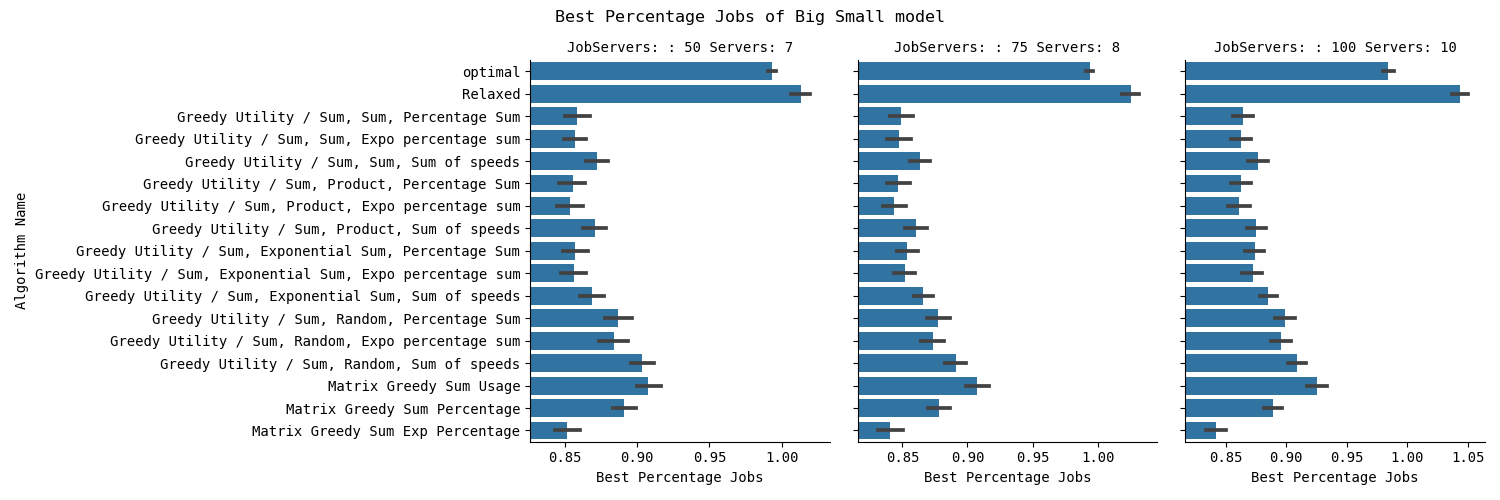 Best Percentage Jobs of Big Small model
JobServers: : 50 Servers: 7
JobServers: : 75 Servers: 8
JobServers: : 100 Servers: 10
Algorithm Name
optimal
Relaxed
Greedy Utility / Sum, Sum, Percentage Sum
Greedy Utility / Sum, Sum, Expo percentage sum
Greedy Utility / Sum, Sum, Sum of speeds
Greedy Utility / Sum, Product, Percentage Sum
Greedy Utility / Sum, Product, Expo percentage sum
Greedy Utility / Sum, Product, Sum of speeds
Greedy Utility / Sum, Exponential Sum, Percentage Sum
Greedy Utility / Sum, Exponential Sum, Expo percentage sum
Greedy Utility / Sum, Exponential Sum, Sum of speeds
Greedy Utility / Sum, Random, Percentage Sum
Greedy Utility / Sum, Random, Expo percentage sum
Greedy Utility / Sum, Random, Sum of speeds
Matrix Greedy Sum Usage
Matrix Greedy Sum Percentage
Matrix Greedy Sum Exp Percentage
0.85 0.90 0.95 1.00
Best Percentage Jobs
0.85 0.90 0.95 1.00
Best Percentage Jobs
0.85 0.90 0.95 1.00 1.05
Best Percentage Jobs